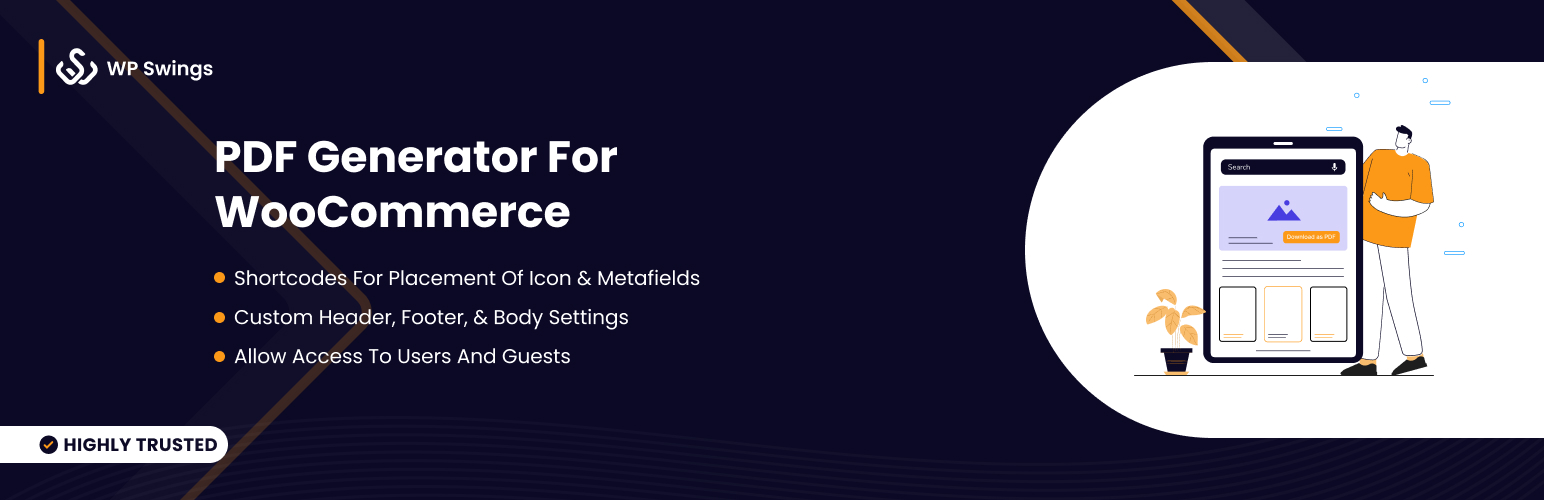 WP Swings
PDF Generator For
WooCommerce
Shortcodes For Placement Of Icon & Metafields
Custom Header, Footer, & Body Settings
Allow Access To Users And Guests
HIGHLY TRUSTED
Search
Download as PDF